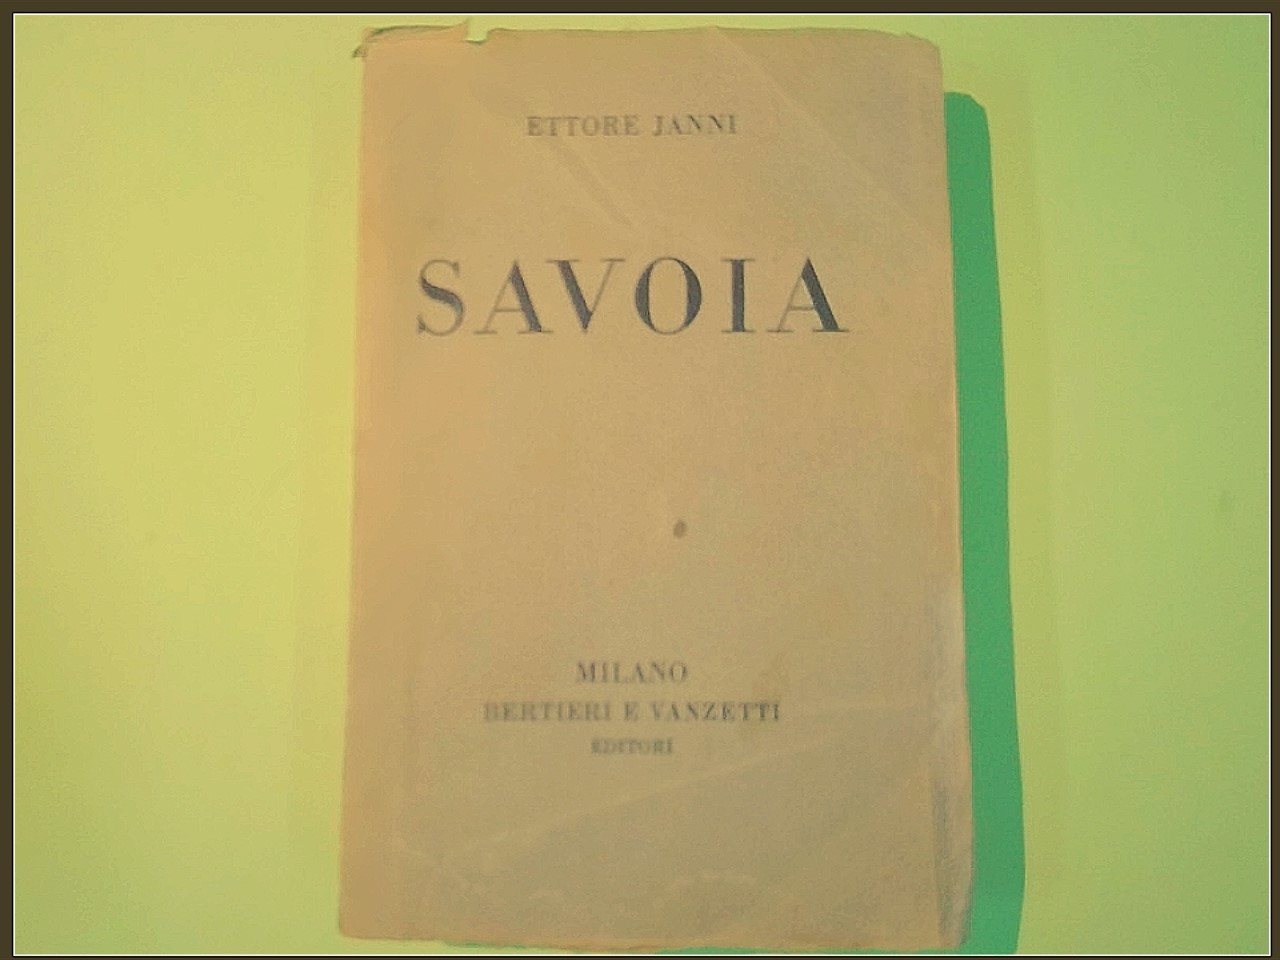 ETTORE JANNI
SAVOIA
MILANO
BERTIERI E VANZETTI
EDITORI